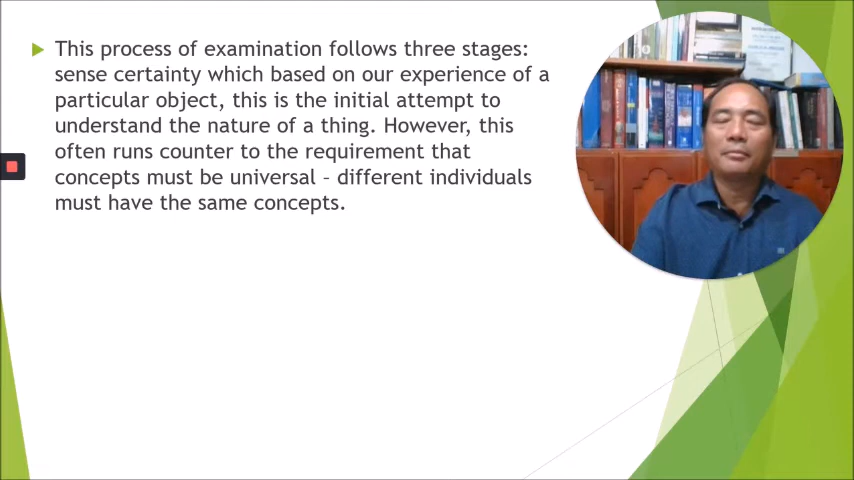 This process of examination follows three stages:
sense certainty which based on our experience of a
particular object, this is the initial attempt to
understand the nature of a thing. However, this
often runs counter to the requirement that
concepts must be universal – different individuals
must have the same concepts.